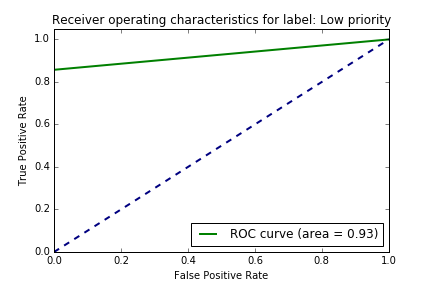 Receiver operating characteristics for label: Low priority
1.0
0.8
0.6
0.4
0.2
0.0
True Positive Rate
ROC curve (area = 0.93)
0.0 0.2 0.4 0.6 0.8 1.0
False Positive Rate